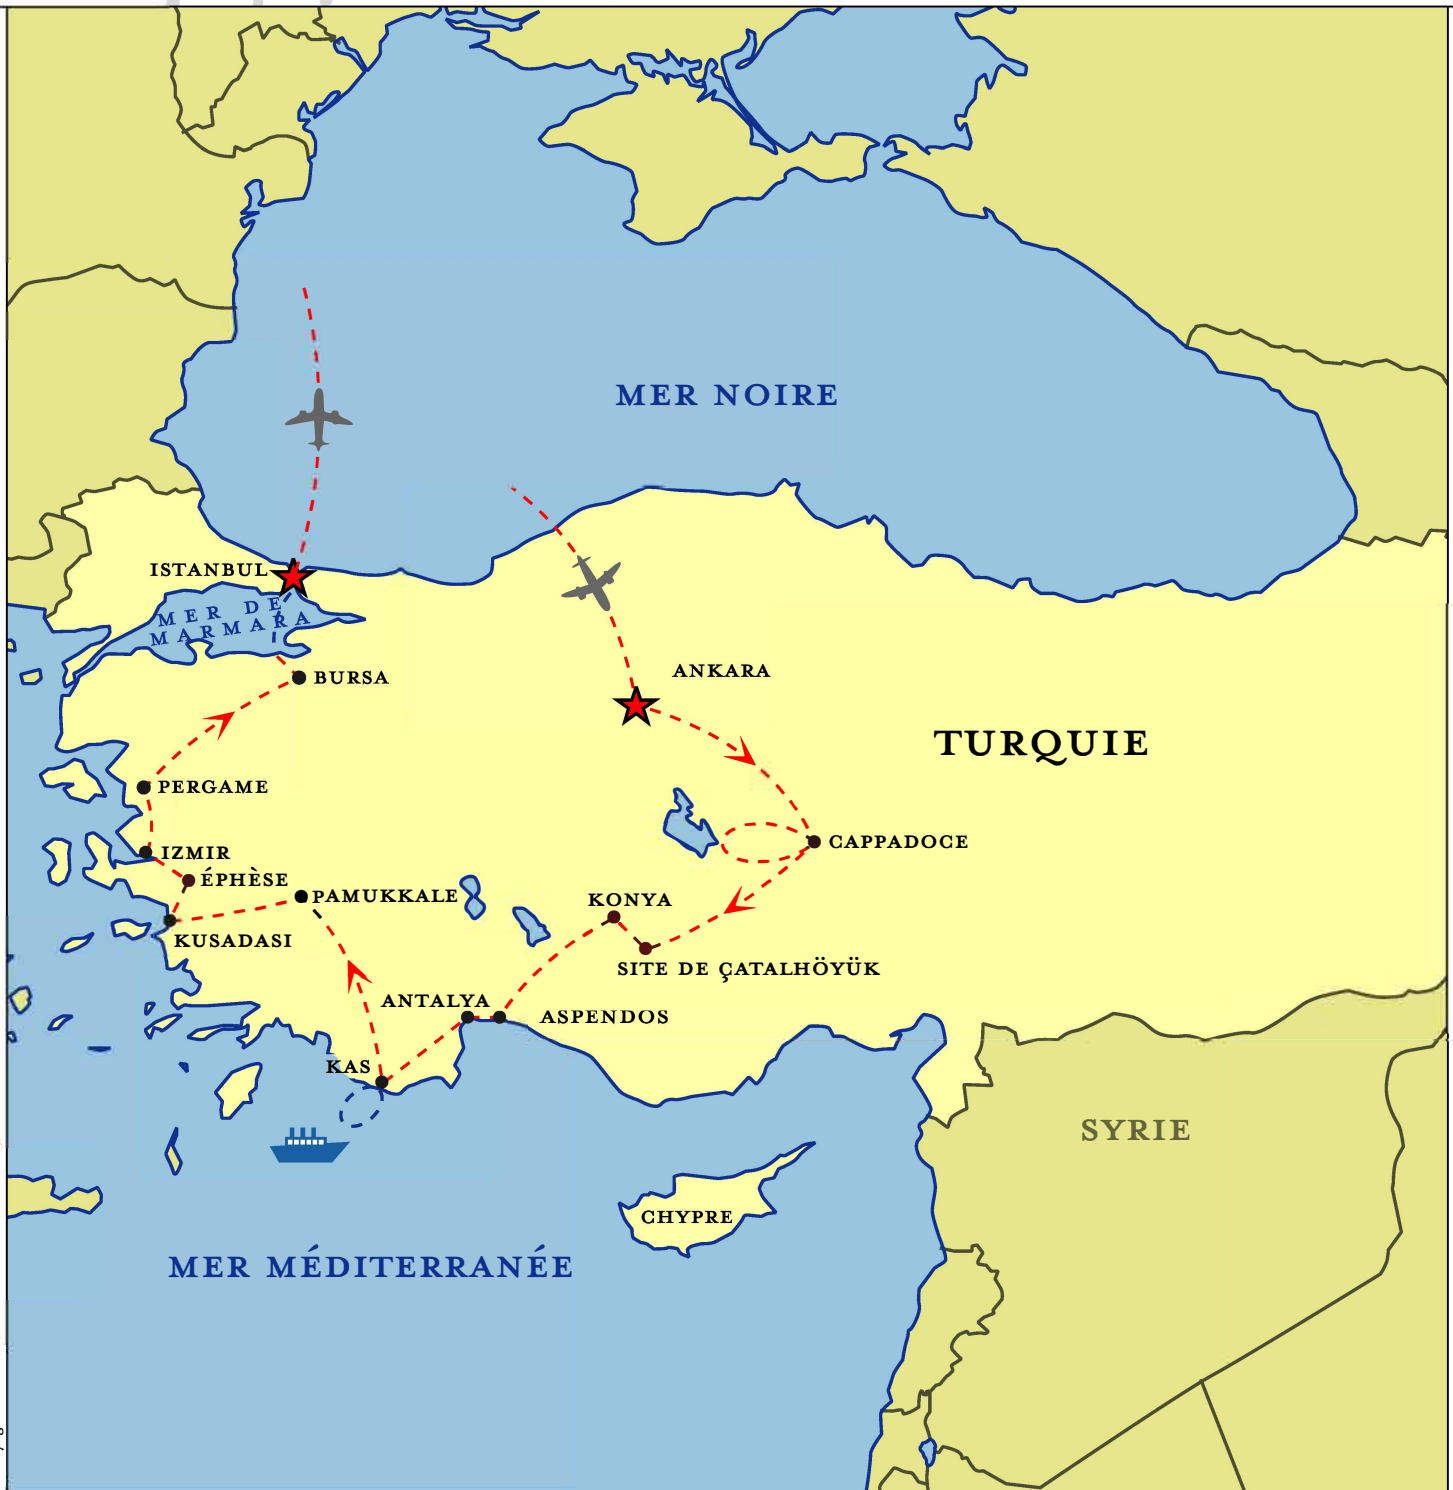 MER NOIRE
ISTANBUL
MER DE
MARMARA
BURSA
ANKARA
TURQUIE
PERGAME
CAPPADOCE
IZMIR
ÉPHÈSE
PAMUKKALE
KONYA
KUSADASI
SITE DE ÇATALHÖYÜK
ANTALYA
ASPENDOS
KAS
SYRIE
CHYPRE
MER MÉDITERRANÉE